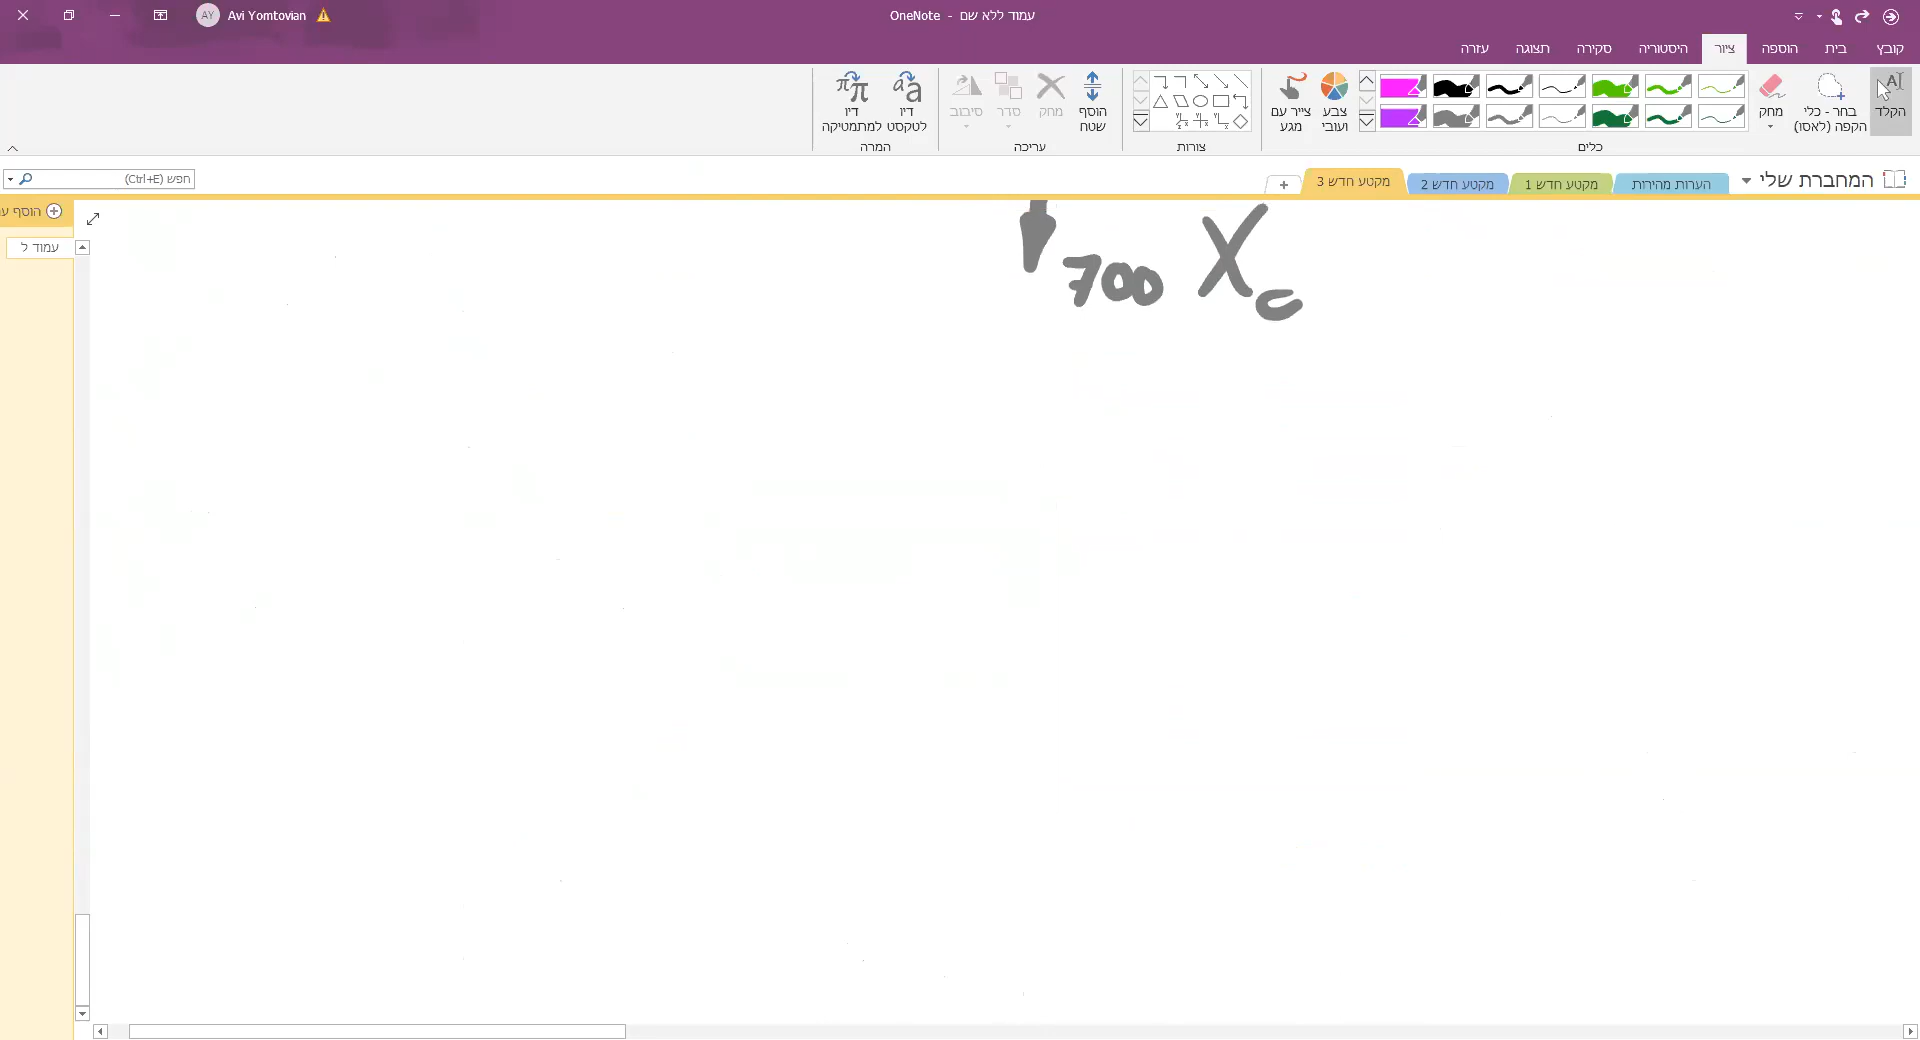 Avi Yomtovian
עמוד ללא שם - OneNote
קובץ בית הוספה ציור היסטוריה סקירה תצוגה עזרה
הקלד
בחר - כלי הקפה (לאסו)
מחק
כלים
צבע ועובי
צייר עם מגע
צורות
הוסף שטח
מחק
סדר
סיבוב
עריכה
דיו לטקסט
דיו למתמטיקה
המרה
המחברת שלי
הערות מהירות
מקטע חדש 1
מקטע חדש 2
מקטע חדש 3
חפש (Ctrl+E)
הוסף
עמוד ל
700 Xc